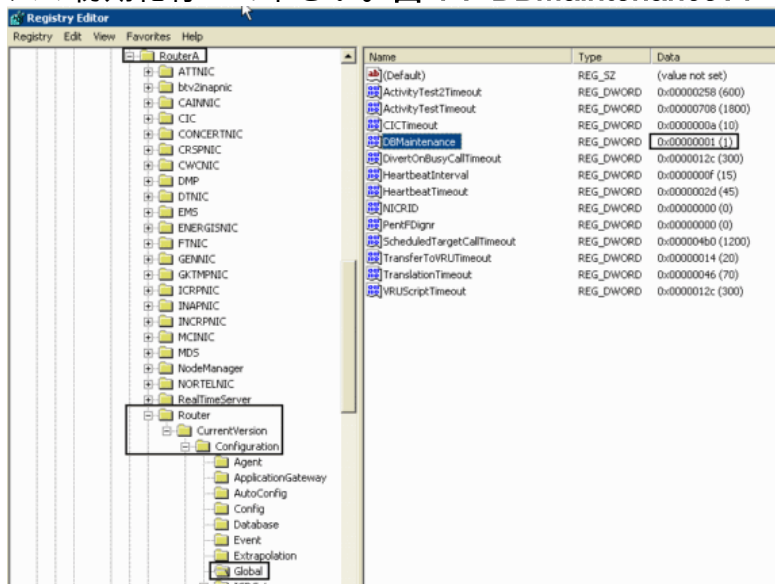 Registry Editor
Registry Edit View Favorites Help
RouterA
ATTNIC
btv2inapnic
CAINNIC
CIC
CONCERTNIC
CRSPNIC
CWCNIC
DMP
DTNIC
EMS
ENERGISNIC
FTNIC
GENNIC
GKTMPNIC
ICRPNIC
INAPNIC
INCRPNIC
MCINIC
MDS
NodeManager
NORTELNIC
RealTimeServer
Router
CurrentVersion
Configuration
Agent
ApplicationGateway
AutoConfig
Config
Database
Event
Extrapolation
Global
Name Type Data
(Default) REG_SZ (value not set)
ActivityTest2Timeout REG_DWORD 0x00000258 (600)
ActivityTestTimeout REG_DWORD 0x00000708 (1800)
CICTimeout REG_DWORD 0x0000000a (10)
DBMaintenance REG_DWORD 0x00000001 (1)
DivertOnBusyCallTimeout REG_DWORD 0x0000012c (300)
HeartbeatInterval REG_DWORD 0x0000000f (15)
HeartbeatTimeout REG_DWORD 0x0000002d (45)
NICRID REG_DWORD 0x00000000 (0)
PentFDignr REG_DWORD 0x00000000 (0)
ScheduledTargetCallTimeout REG_DWORD 0x000004b0 (1200)
TransferToVRUTimeout REG_DWORD 0x00000014 (20)
TranslationTimeout REG_DWORD 0x00000046 (70)
VRUScriptTimeout REG_DWORD 0x0000012c (300)